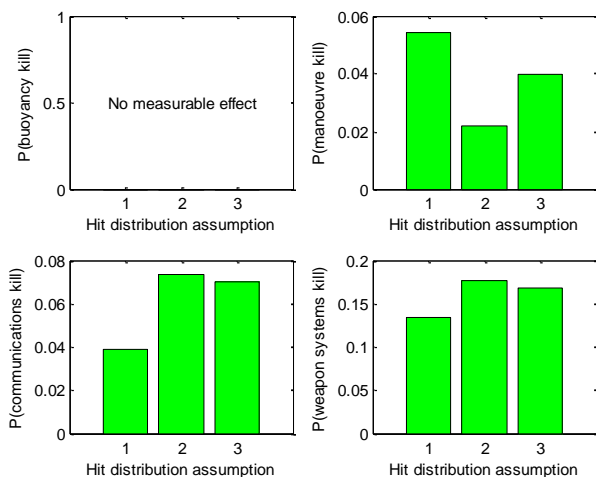 P(buoyancy kill)
1
0.5
0
No measurable effect
1 2 3
Hit distribution assumption
P(manoeuvre kill)
0.06
0.04
0.02
0
1 2 3
Hit distribution assumption
P(communications kill)
0.08
0.06
0.04
0.02
0
1 2 3
Hit distribution assumption
P(weapon systems kill)
0.2
0.15
0.1
0.05
0
1 2 3
Hit distribution assumption